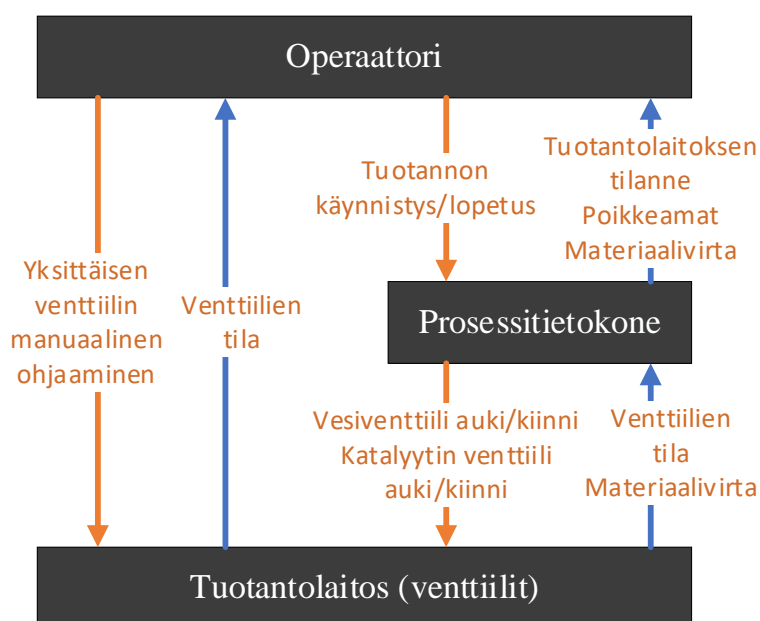 Operaattori
Tuotannon
käynnistys/lopetus
Tuotantolaitoksen
tilanne
Poikkeamat
Materiaalivirta
Yksittäisen
venttiilin
manuaalinen
ohjaaminen
Venttiilien
tila
Prosessitietokone
Vesiventtiili auki/kiinni
Katalyytin venttiili
auki/kiinni
Venttiilien
tila
Materiaalivirta
Tuotantolaitos (venttiilit)